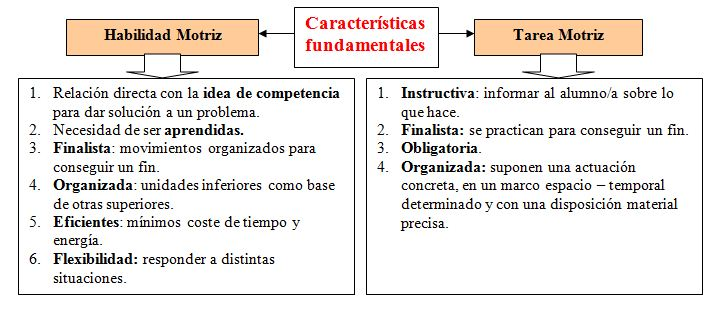 Características
fundamentales
Habilidad Motriz
Tarea Motriz
1. Relación directa con la idea de competencia
para dar solución a un problema.
2. Necesidad de ser aprendidas.
3. Finalista: movimientos organizados para
conseguir un fin.
4. Organizada: unidades inferiores como base
de otras superiores.
5. Eficientes: mínimos coste de tiempo y
energía.
6. Flexibilidad: responder a distintas
situaciones.
1. Instructiva: informar al alumno/a sobre lo
que hace.
2. Finalista: se practican para conseguir un fin.
3. Obligatoria.
4. Organizada: suponen una actuación
concreta, en un marco espacio – temporal
determinado y con una disposición material
precisa.